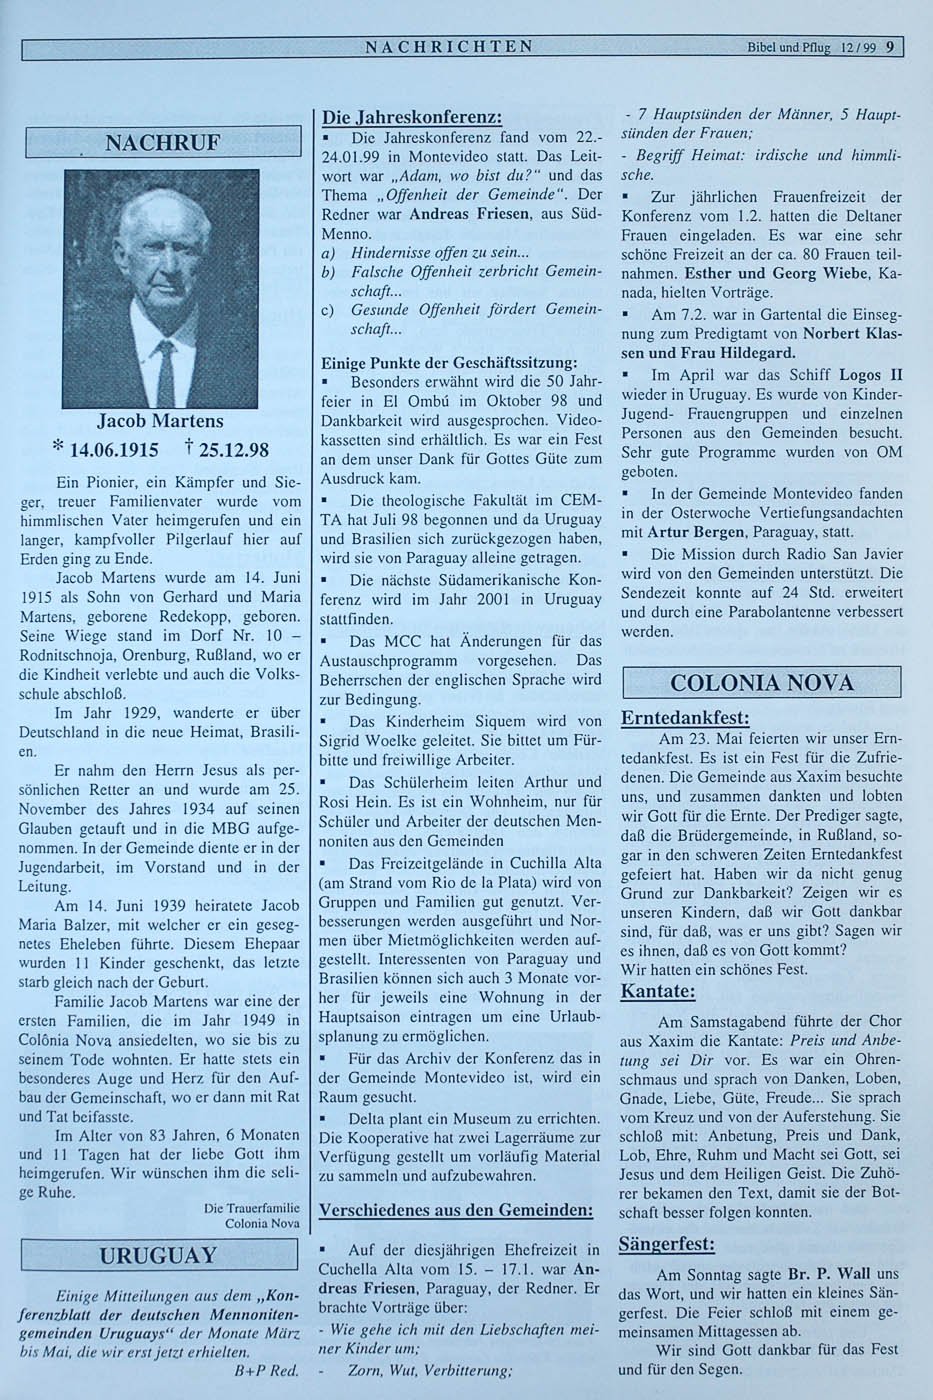 NACHRICHTEN
Bibel und Pflug 12/99 9
NACHRUF
Jacob Martens
* 14.06.1915 † 25.12.98
Ein Pionier, ein Kämpfer und Sie-
ger, treuer Familienvater wurde vom
himmlischen Vater heimgerufen und ein
langer, kampfvoller Pilgerlauf hier auf
Erden ging zu Ende.
Jacob Martens wurde am 14. Juni
1915 als Sohn von Gerhard und Maria
Martens, geborene Redekopp, geboren.
Seine Wiege stand im Dorf Nr. 10 –
Rodnitschnoja, Orenburg, Rußland, wo er
die Kindheit verlebte und auch die Volks-
schule abschloß.
Im Jahr 1929, wanderte er über
Deutschland in die neue Heimat, Brasili-
en.
Er nahm den Herrn Jesus als per-
sönlichen Retter an und wurde am 25.
November des Jahres 1934 auf seinen
Glauben getauft und in die MBG aufge-
nommen. In der Gemeinde diente er in der
Jugendarbeit, im Vorstand und in der
Leitung.
Am 14. Juni 1939 heiratete Jacob
Maria Balzer, mit welcher er ein geseg-
netes Eheleben führte. Diesem Ehepaar
wurden 11 Kinder geschenkt, das letzte
starb gleich nach der Geburt.
Familie Jacob Martens war eine der
ersten Familien, die im Jahr 1949 in
Colônia Nova ansiedelten, wo sie bis zu
seinem Tode wohnten. Er hatte stets ein
besonderes Auge und Herz für den Auf-
bau der Gemeinschaft, wo er dann mit Rat
und Tat beifasste.
Im Alter von 83 Jahren, 6 Monaten
und 11 Tagen hat der liebe Gott ihm
heimgerufen. Wir wünschen ihm die seli-
ge Ruhe.
Die Trauerfamilie
Colonia Nova
URUGUAY
Einige Mitteilungen aus dem „Kon-
ferenzblatt der deutschen Mennoniten-
gemeinden Uruguays“ der Monate März
bis Mai, die wir erst jetzt erhielten.
B+P Red.
Die Jahreskonferenz:
▪ Die Jahreskonferenz fand vom 22.-
24.01.99 in Montevideo statt. Das Leit-
wort war „Adam, wo bist du?“ und das
Thema „Offenheit der Gemeinde“. Der
Redner war Andreas Friesen, aus Süd-
Menno.
a) Hindernisse offen zu sein...
b) Falsche Offenheit zerbricht Gemein-
schaft...
c) Gesunde Offenheit fördert Gemein-
schaft...
Einige Punkte der Geschäftssitzung:
▪ Besonders erwähnt wird die 50 Jahr-
feier in El Ombú im Oktober 98 und
Dankbarkeit wird ausgesprochen. Video-
kassetten sind erhältlich. Es war ein Fest
an dem unser Dank für Gottes Güte zum
Ausdruck kam.
▪ Die theologische Fakultät im CEM-
TA hat Juli 98 begonnen und da Uruguay
und Brasilien sich zurückgezogen haben,
wird sie von Paraguay alleine getragen.
▪ Die nächste Südamerikanische Kon-
ferenz wird im Jahr 2001 in Uruguay
stattfinden.
▪ Das MCC hat Änderungen für das
Austauschprogramm vorgesehen. Das
Beherrschen der englischen Sprache wird
zur Bedingung.
▪ Das Kinderheim Siquem wird von
Sigrid Woelke geleitet. Sie bittet um Für-
bitte und freiwillige Arbeiter.
▪ Das Schülerheim leiten Arthur und
Rosi Hein. Es ist ein Wohnheim, nur für
Schüler und Arbeiter der deutschen Men-
noniten aus den Gemeinden
▪ Das Freizeitgelände in Cuchilla Alta
(am Strand vom Rio de la Plata) wird von
Gruppen und Familien gut genutzt. Ver-
besserungen werden ausgeführt und Nor-
men über Mietmöglichkeiten werden auf-
gestellt. Interessenten von Paraguay und
Brasilien können sich auch 3 Monate vor-
her für jeweils eine Wohnung in der
Hauptsaison eintragen um eine Urlaub-
splanung zu ermöglichen.
▪ Für das Archiv der Konferenz das in
der Gemeinde Montevideo ist, wird ein
Raum gesucht.
▪ Delta plant ein Museum zu errichten.
Die Kooperative hat zwei Lagerräume zur
Verfügung gestellt um vorläufig Material
zu sammeln und aufzubewahren.
Verschiedenes aus den Gemeinden:
▪ Auf der diesjährigen Ehefreizeit in
Cuchella Alta vom 15. – 17.1. war An-
dreas Friesen, Paraguay, der Redner. Er
brachte Vorträge über:
- Wie gehe ich mit den Liebschaften mei-
ner Kinder um;
- Zorn, Wut, Verbitterung;
- 7 Hauptsünden der Männer, 5 Haupt-
sünden der Frauen;
- Begriff Heimat: irdische und himmli-
sche.
▪ Zur jährlichen Frauenfreizeit der
Konferenz vom 1.2. hatten die Deltaner
Frauen eingeladen. Es war eine sehr
schöne Freizeit an der ca. 80 Frauen teil-
nahmen. Esther und Georg Wiebe, Ka-
nada, hielten Vorträge.
▪ Am 7.2. war in Gartental die Einseg-
nung zum Predigtamt von Norbert Klas-
sen und Frau Hildegard.
▪ Im April war das Schiff Logos II
wieder in Uruguay. Es wurde von Kinder-
Jugend- Frauengruppen und einzelnen
Personen aus den Gemeinden besucht.
Sehr gute Programme wurden von OM
geboten.
▪ In der Gemeinde Montevideo fanden
in der Osterwoche Vertiefungsandachten
mit Artur Bergen, Paraguay, statt.
▪ Die Mission durch Radio San Javier
wird von den Gemeinden unterstützt. Die
Sendezeit konnte auf 24 Std. erweitert
und durch eine Parabolantenne verbessert
werden.
COLONIA NOVA
Erntedankfest:
Am 23. Mai feierten wir unser Ern-
tedankfest. Es ist ein Fest für die Zufrie-
denen. Die Gemeinde aus Xaxim besuchte
uns, und zusammen dankten und lobten
wir Gott für die Ernte. Der Prediger sagte,
daß die Brüdergemeinde, in Rußland, so-
gar in den schweren Zeiten Erntedankfest
gefeiert hat. Haben wir da nicht genug
Grund zur Dankbarkeit? Zeigen wir es
unseren Kindern, daß wir Gott dankbar
sind, für daß, was er uns gibt? Sagen wir
es ihnen, daß es von Gott kommt?
Wir hatten ein schönes Fest.
Kantate:
Am Samstagabend führte der Chor
aus Xaxim die Kantate: Preis und Anbe-
tung sei Dir vor. Es war ein Ohren-
schmaus und sprach von Danken, Loben,
Gnade, Liebe, Güte, Freude... Sie sprach
vom Kreuz und von der Auferstehung. Sie
schloß mit: Anbetung, Preis und Dank,
Lob, Ehre, Ruhm und Macht sei Gott, sei
Jesus und dem Heiligen Geist. Die Zuhö-
rer bekamen den Text, damit sie der Bot-
schaft besser folgen konnten.
Sängerfest:
Am Sonntag sagte Br. P. Wall uns
das Wort, und wir hatten ein kleines Sän-
gerfest. Die Feier schloß mit einem ge-
meinsamen Mittagessen ab.
Wir sind Gott dankbar für das Fest
und für den Segen.